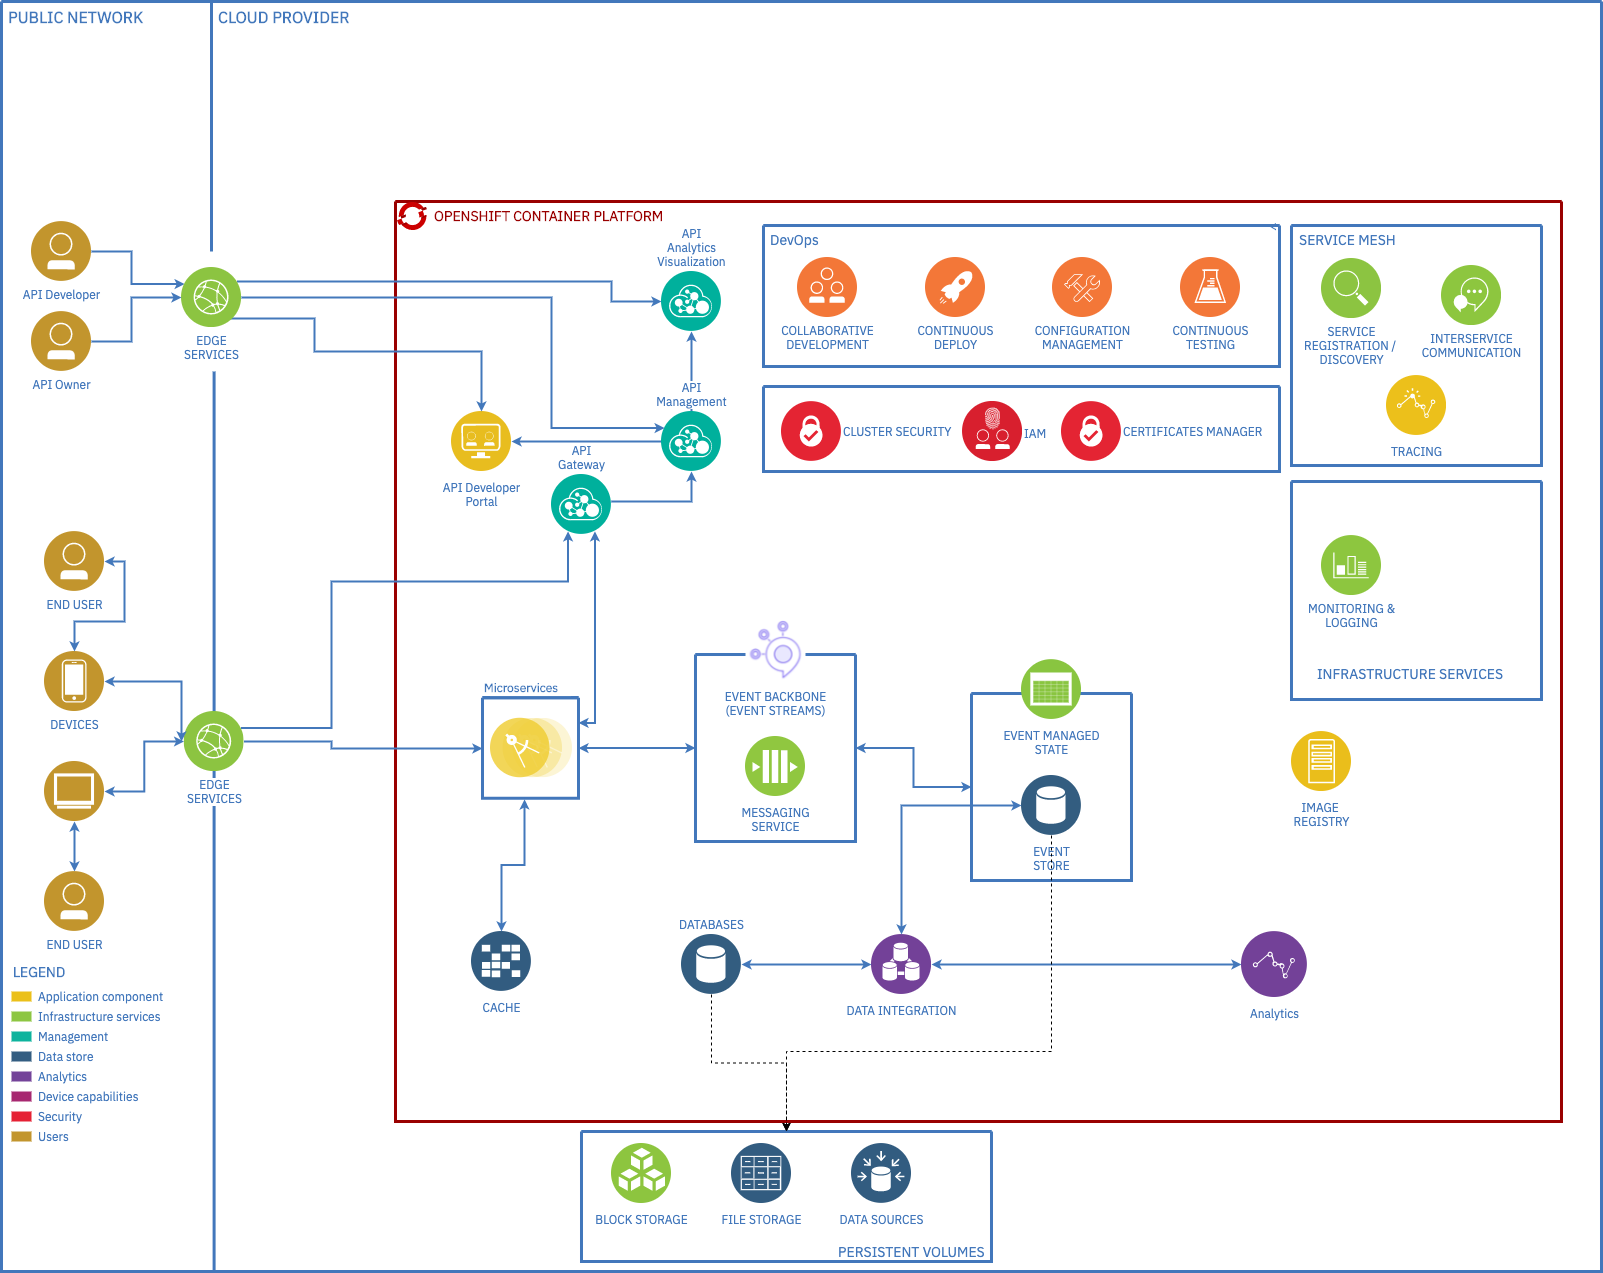 PUBLIC NETWORK
CLOUD PROVIDER
OPENSHIFT CONTAINER PLATFORM
API
Analytics
Visualization
DevOps
COLLABORATIVE
DEVELOPMENT
CONTINUOUS
DEPLOY
CONFIGURATION
MANAGEMENT
CONTINUOUS
TESTING
SERVICE MESH
SERVICE
REGISTRATION /
DISCOVERY
INTERSERVICE
COMMUNICATION
TRACING
API Developer
API Owner
EDGE
SERVICES
API
Management
CLUSTER SECURITY
IAM
CERTIFICATES MANAGER
API Developer
Portal
API
Gateway
MONITORING &
LOGGING
INFRASTRUCTURE SERVICES
END USER
DEVICES
EDGE
SERVICES
END USER
Microservices
EVENT BACKBONE
(EVENT STREAMS)
MESSAGING
SERVICE
EVENT MANAGED
STATE
EVENT
STORE
IMAGE
REGISTRY
CACHE
DATABASES
DATA INTEGRATION
Analytics
LEGEND
Application component
Infrastructure services
Management
Data store
Analytics
Device capabilities
Security
Users
BLOCK STORAGE
FILE STORAGE
DATA SOURCES
PERSISTENT VOLUMES